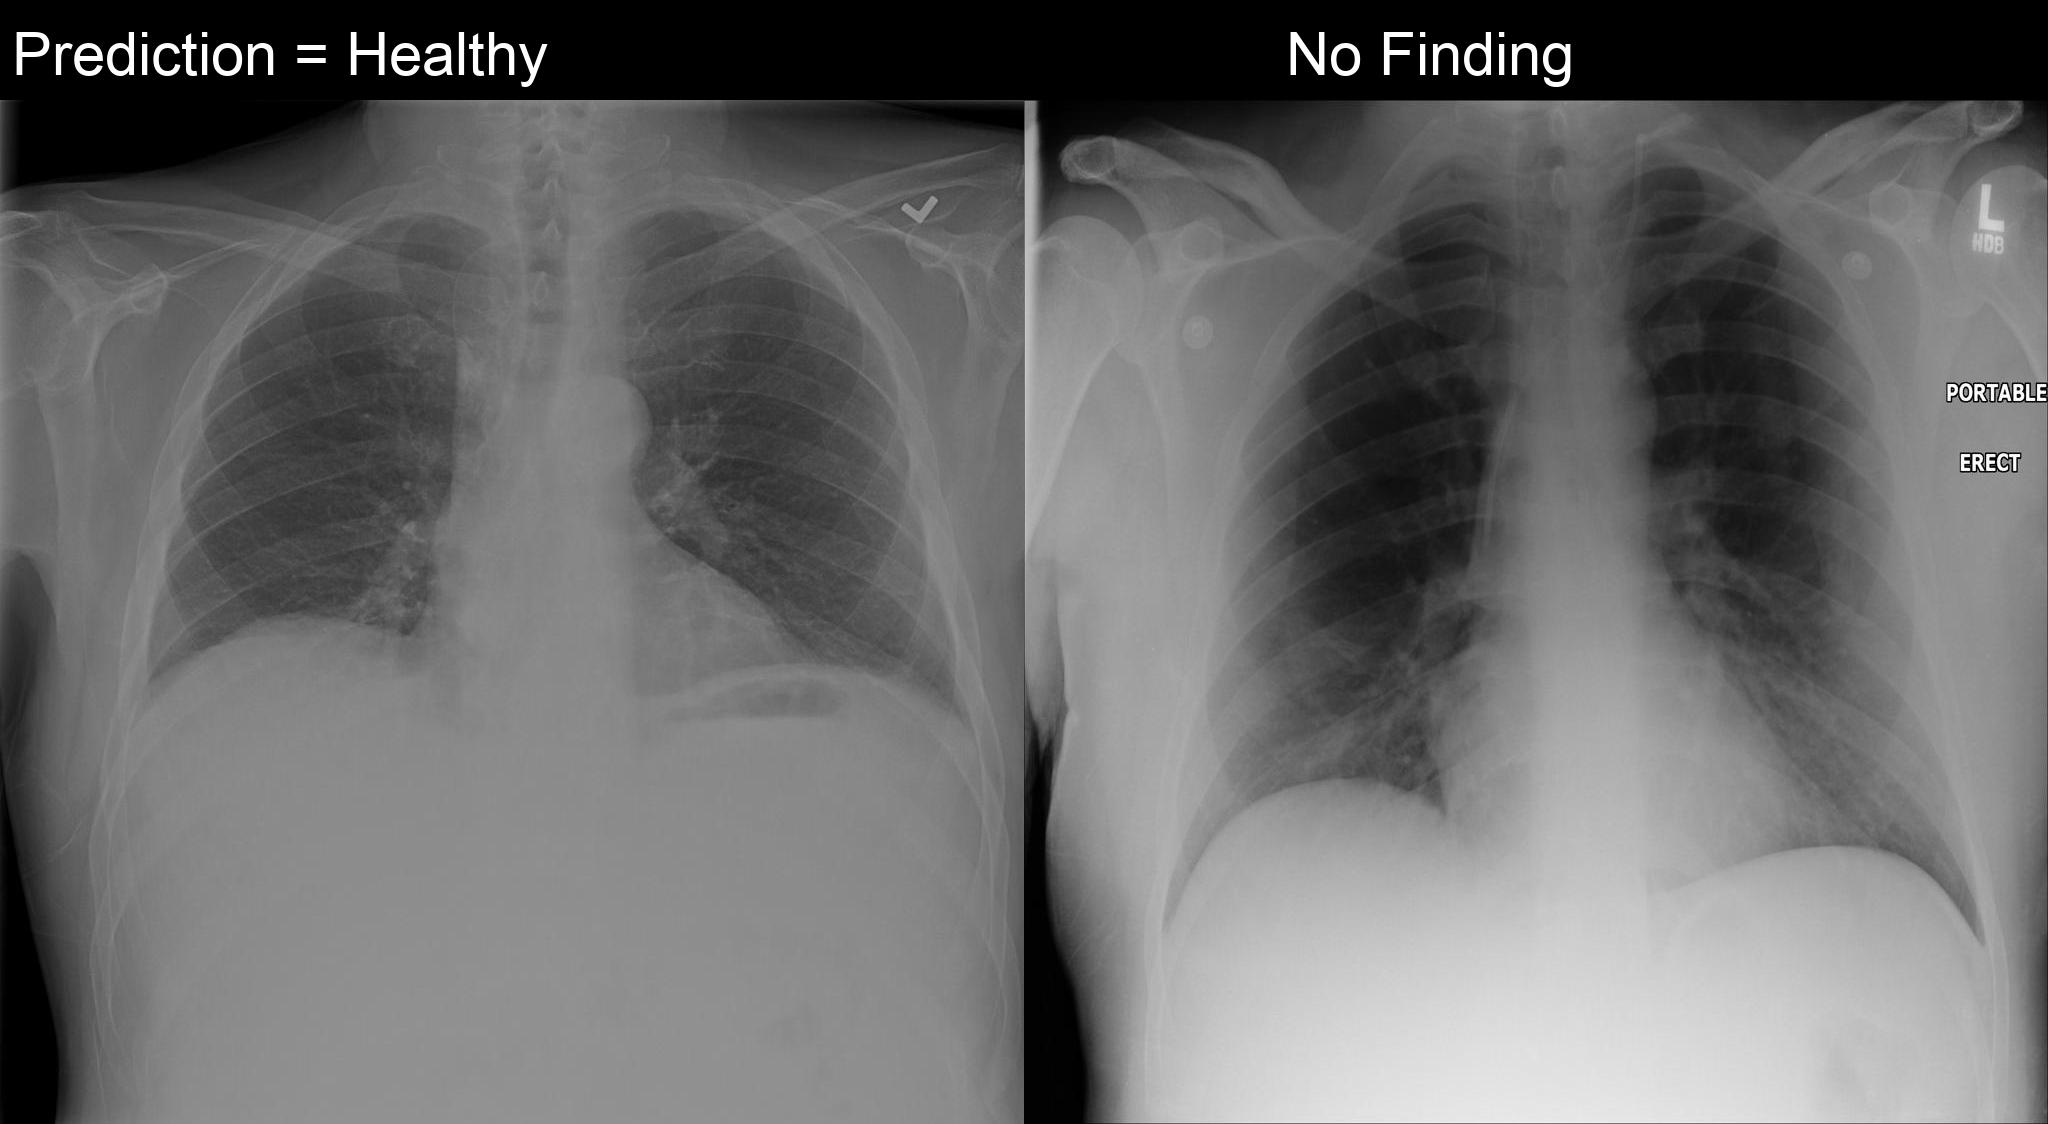 Prediction = Healthy
No Finding
L
HDB
PORTABLE
ERECT